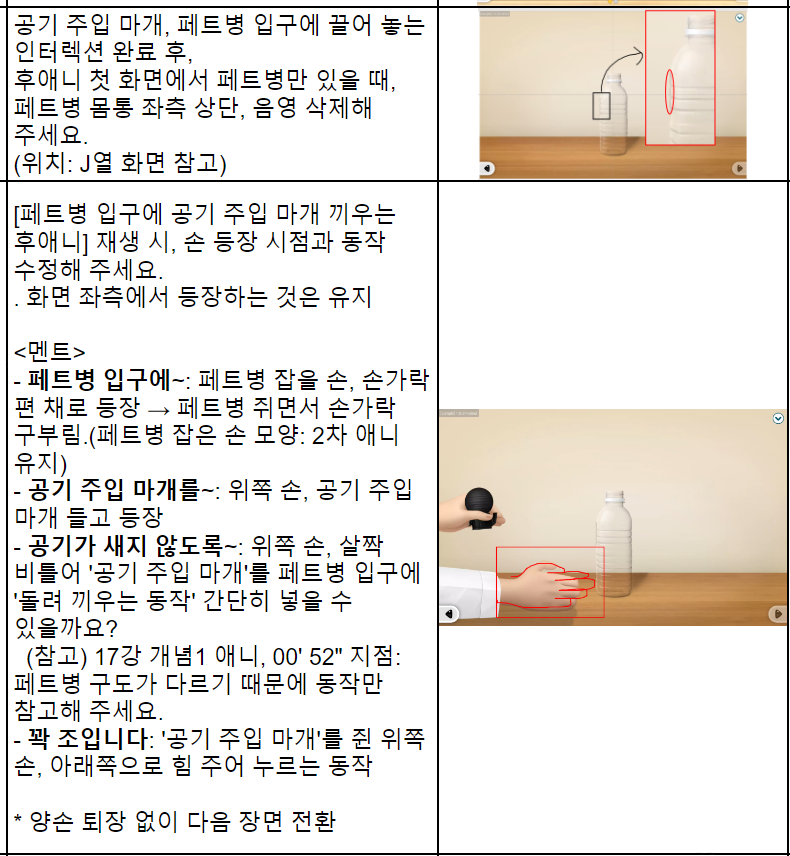 공기 주입 마개, 페트병 입구에 끌어 놓는
인터렉션 완료 후,
후애니 첫 화면에서 페트병만 있을 때,
페트병 몸통 좌측 상단, 음영 삭제해
주세요.
(위치: J열 화면 참고)
[페트병 입구에 공기 주입 마개 끼우는
후애니] 재생 시, 손 등장 시점과 동작
수정해 주세요.
. 화면 좌측에서 등장하는 것은 유지
<멘트>
- 페트병 입구에~: 페트병 잡을 손, 손가락
편 채로 등장 → 페트병 쥐면서 손가락
구부림.(페트병 잡은 손 모양: 2차 애니
유지)
- 공기 주입 마개를~: 위쪽 손, 공기 주입
마개 들고 등장
- 공기가 새지 않도록~: 위쪽 손, 살짝
비틀어 '공기 주입 마개'를 페트병 입구에
'돌려 끼우는 동작' 간단히 넣을 수
있을까요?
(참고) 17강 개념1 애니, 00' 52" 지점:
페트병 구도가 다르기 때문에 동작만
참고해 주세요.
- 꽉 조입니다: '공기 주입 마개'를 쥔 위쪽
손, 아래쪽으로 힘 주어 누르는 동작
* 양손 퇴장 없이 다음 장면 전환